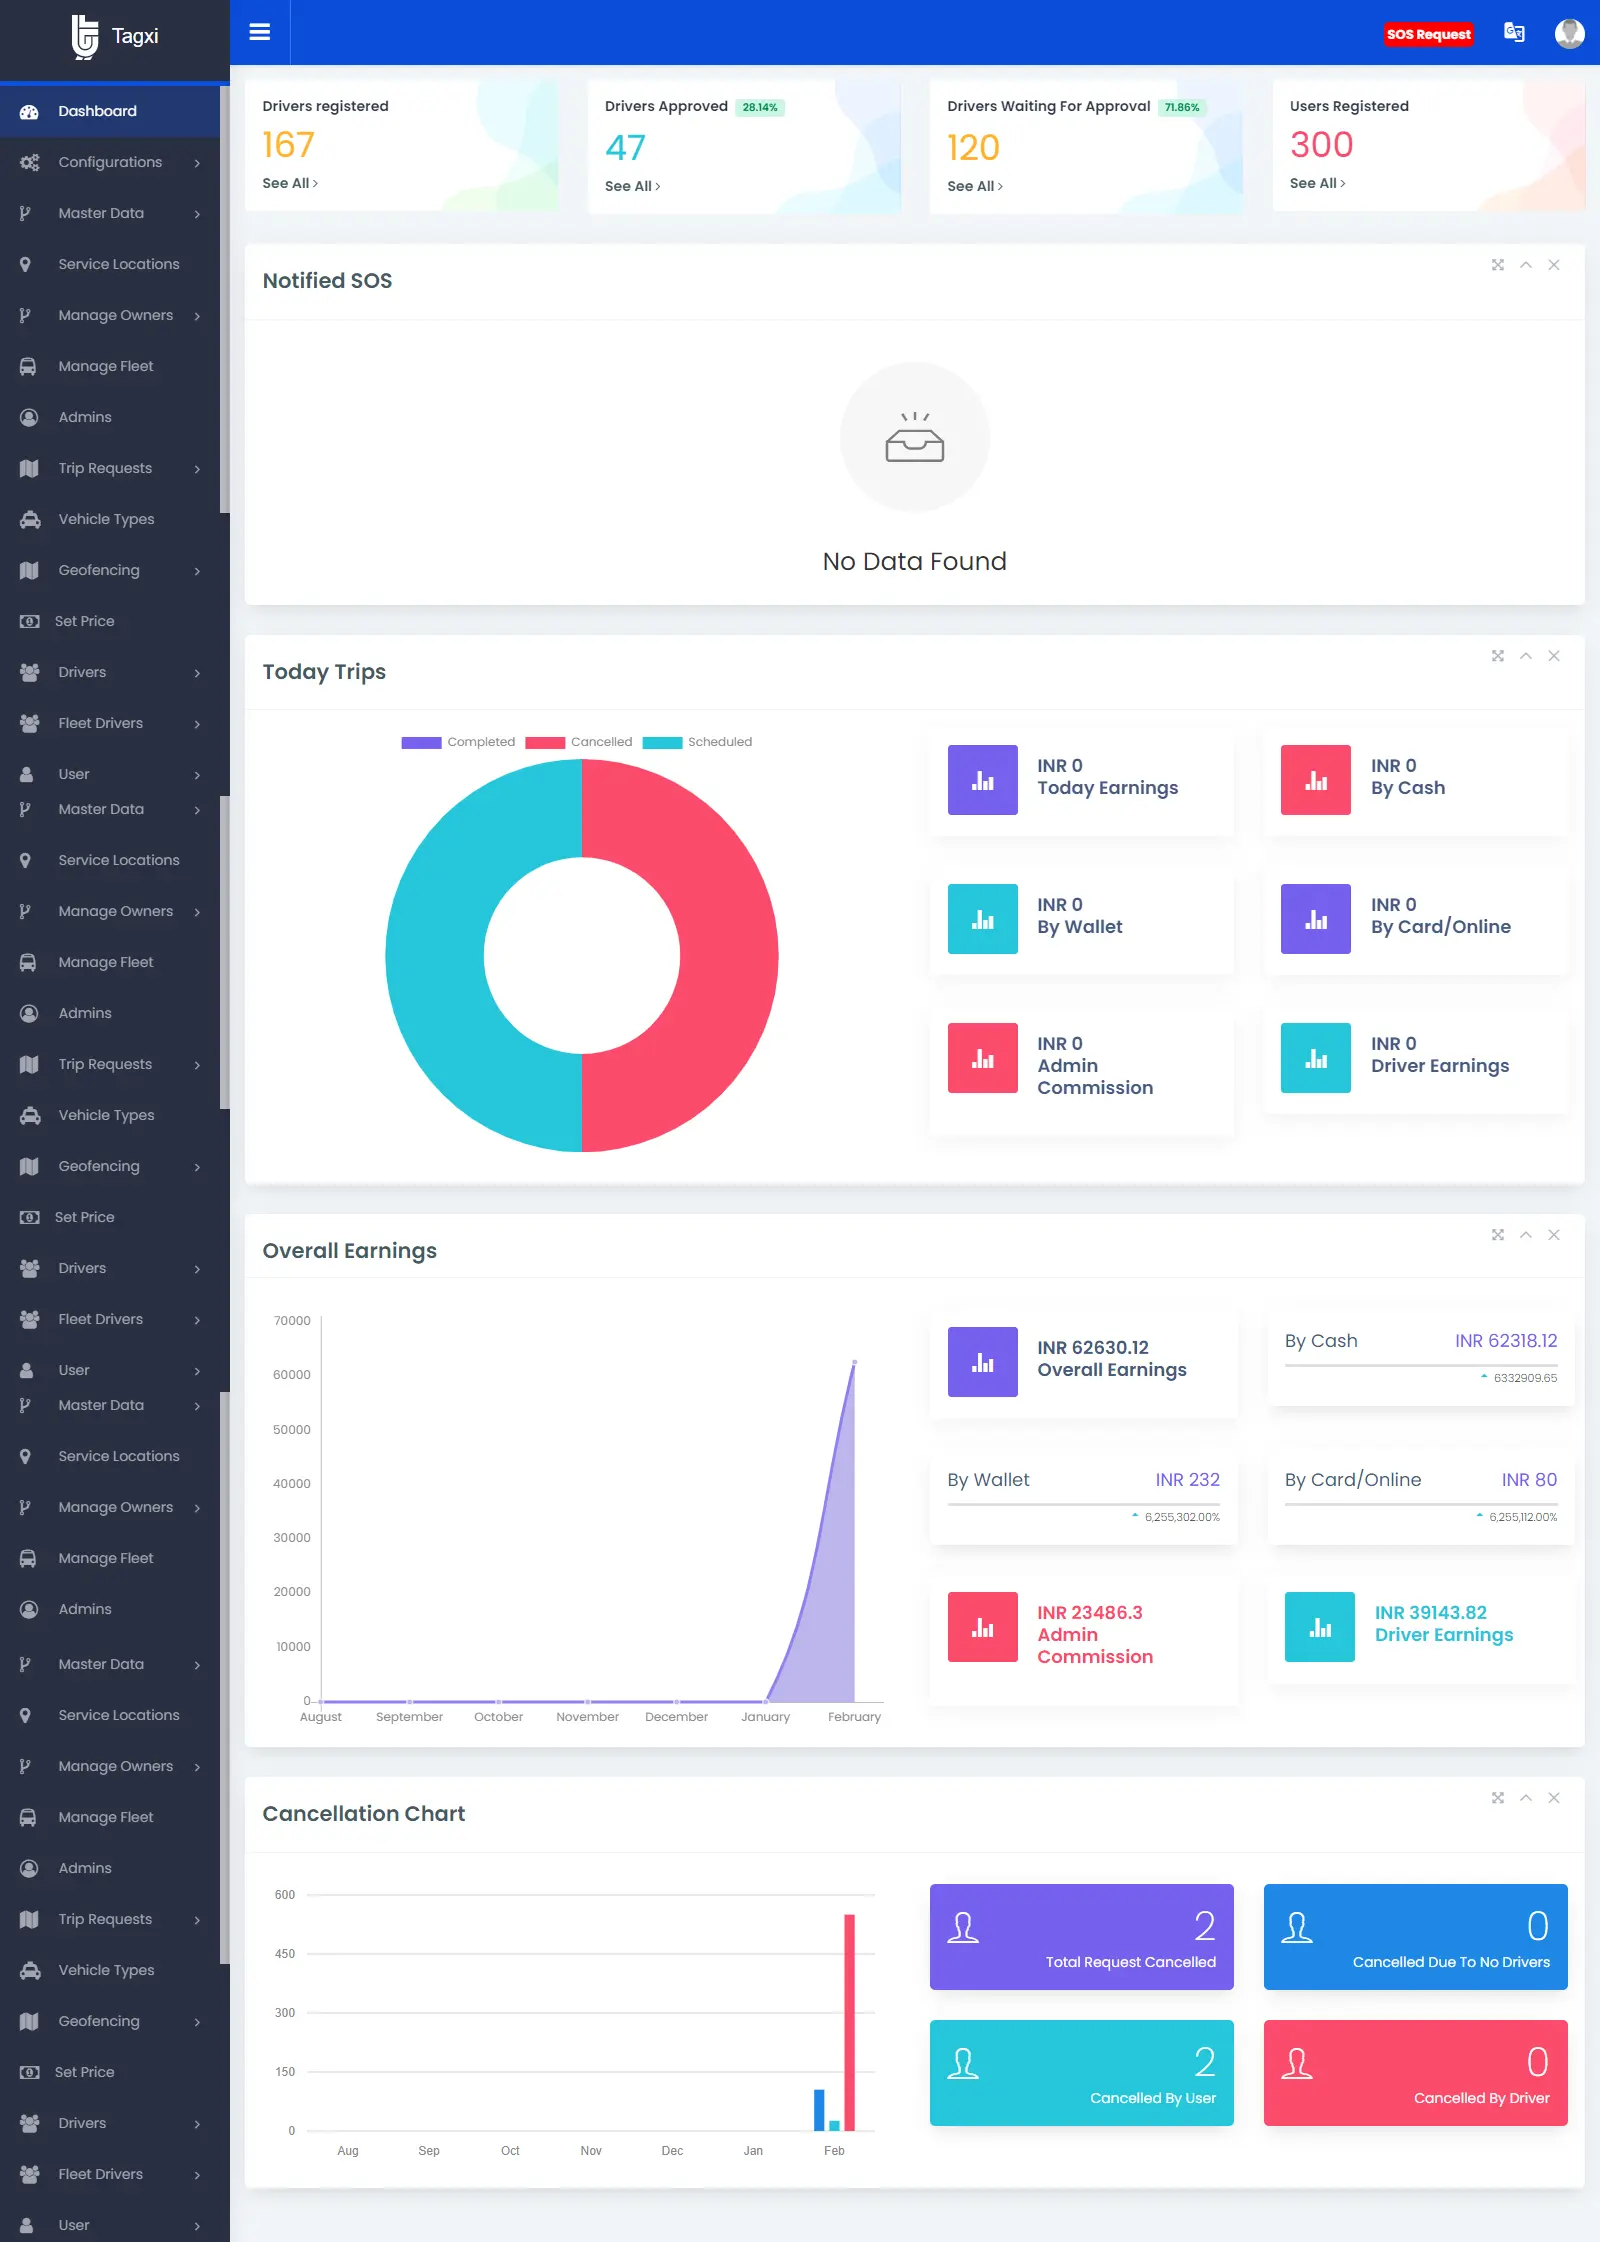 Tagxi
SOS Request
Dashboard
Configurations
Master Data
Service Locations
Manage Owners
Manage Fleet
Admins
Trip Requests
Vehicle Types
Geofencing
Set Price
Drivers
Fleet Drivers
User
Master Data
Service Locations
Manage Owners
Manage Fleet
Admins
Trip Requests
Vehicle Types
Geofencing
Set Price
Drivers
Fleet Drivers
User
Master Data
Service Locations
Manage Owners
Manage Fleet
Admins
Master Data
Service Locations
Manage Owners
Manage Fleet
Admins
Trip Requests
Vehicle Types
Geofencing
Set Price
Drivers
Fleet Drivers
User
Drivers registered
167
See All
Drivers Approved 28.14%
47
See All
Drivers Waiting For Approval 71.86%
120
See All
Users Registered
300
See All
Notified SOS
No Data Found
Today Trips
Completed Cancelled Scheduled
INR 0
Today Earnings
INR 0
By Cash
INR 0
By Wallet
INR 0
By Card/Online
INR 0
Admin
Commission
INR 0
Driver Earnings
Overall Earnings
70000
60000
50000
40000
30000
20000
10000
0
August September October November December January February
INR 62630.12
Overall Earnings
By Cash INR 62318.12
6332909.65
By Wallet INR 232
6,255,302.00%
By Card/Online INR 80
6,255,112.00%
INR 23486.3
Admin
Commission
INR 39143.82
Driver Earnings
Cancellation Chart
600
450
300
150
0
Aug Sep Oct Nov Dec Jan Feb
2
Total Request Cancelled
0
Cancelled Due To No Drivers
2
Cancelled By User
0
Cancelled By Driver